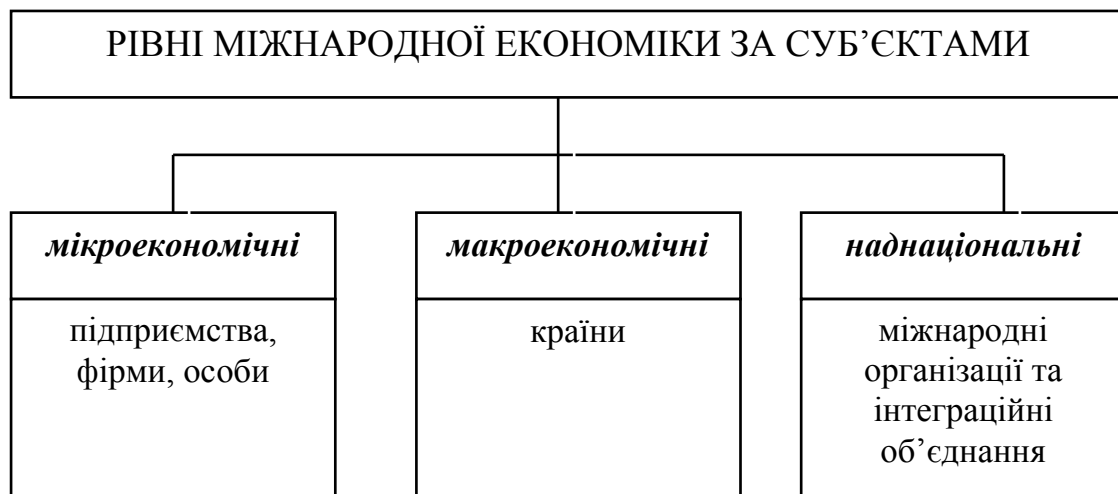 РІВНІ МІЖНАРОДНОЇ ЕКОНОМІКИ ЗА СУБ’ЄКТАМИ
мікроекономічні
підприємства,
фірми, особи
макроекономічні
країни
наднаціональні
міжнародні
організації та
інтеграційні
об’єднання